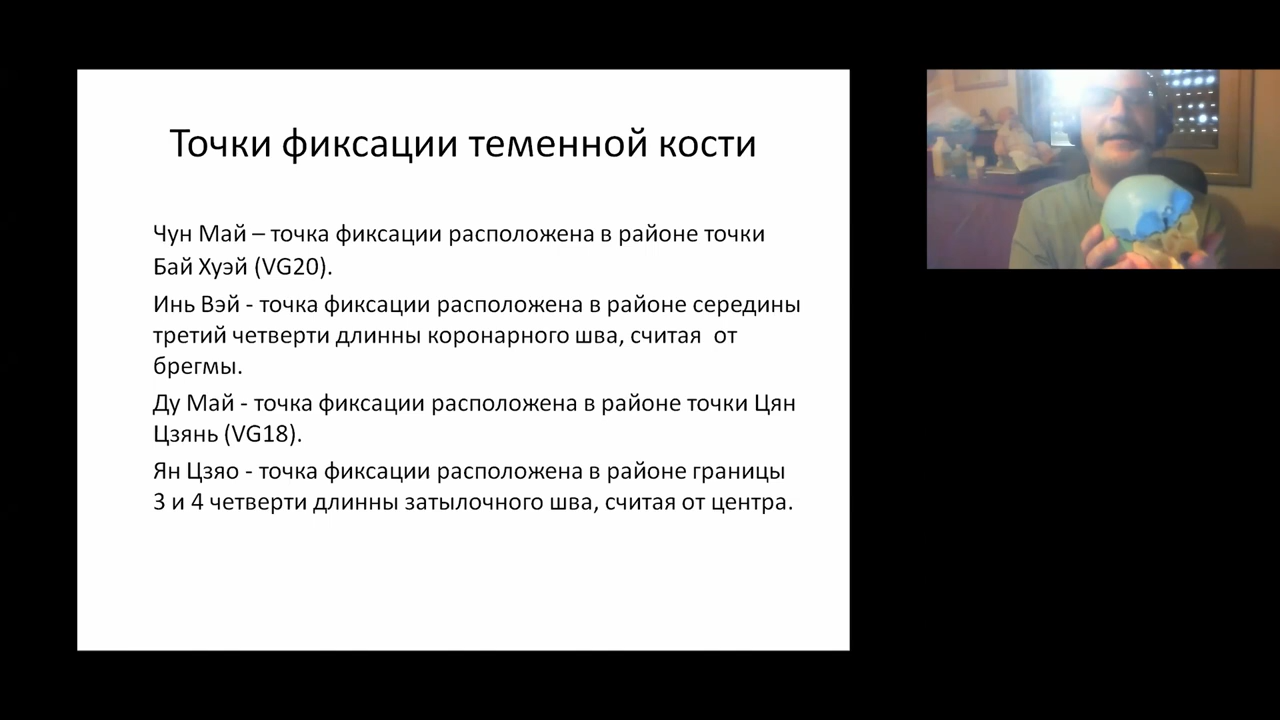 Точки фиксации теменной кости
Чун Май – точка фиксации расположена в районе точки
Бай Хуэй (VG20).
Инь Вэй - точка фиксации расположена в районе середины
третий четверти длинны коронарного шва, считая  от
брегмы.
Ду Май - точка фиксации расположена в районе точки Цян
Цзянь (VG18).
Ян Цзяо - точка фиксации расположена в районе границы
3 и 4 четверти длинны затылочного шва, считая от центра.